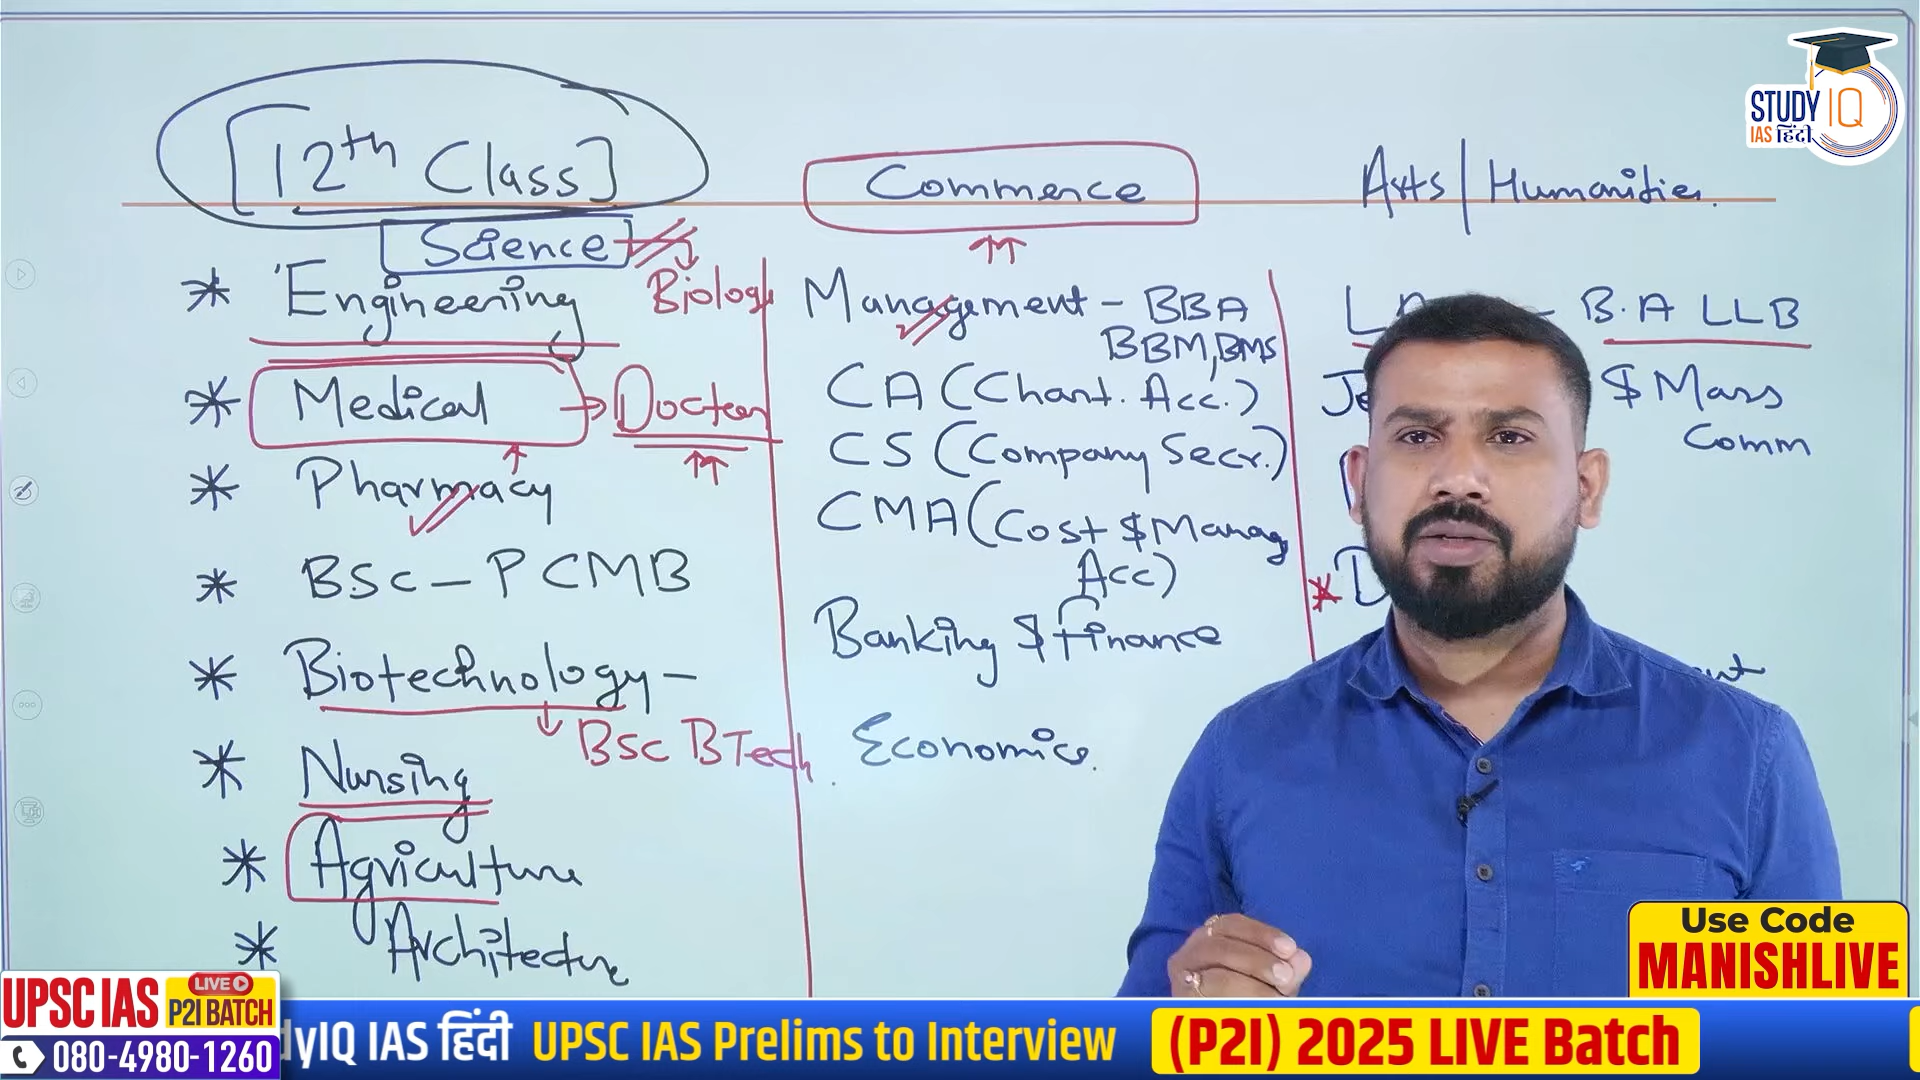 [12th Class]
Science
Biology
* Engineering
* Medical → Doctor
* Pharmacy
* BSc - PCMB
* Biotechnology -
BSc BTech
* Nursing
* Agriculture
* Architecture
Commerce
Management - BBA
BBM, BMS
CA (Chant. Acc.)
CS (Company Secr.)
CMA (Cost $ Manag
Acc)
Banking $ finance
Economics.
Arts | Humanities.
B.A LLB
$ Mass
Comm
STUDY IQ
IAS हिंदी
Use Code
MANISHLIVE
LIVE
UPSC IAS P2I BATCH
080-4980-1260
dyIQ IAS हिंदी UPSC IAS Prelims to Interview (P2I) 2025 LIVE Batch